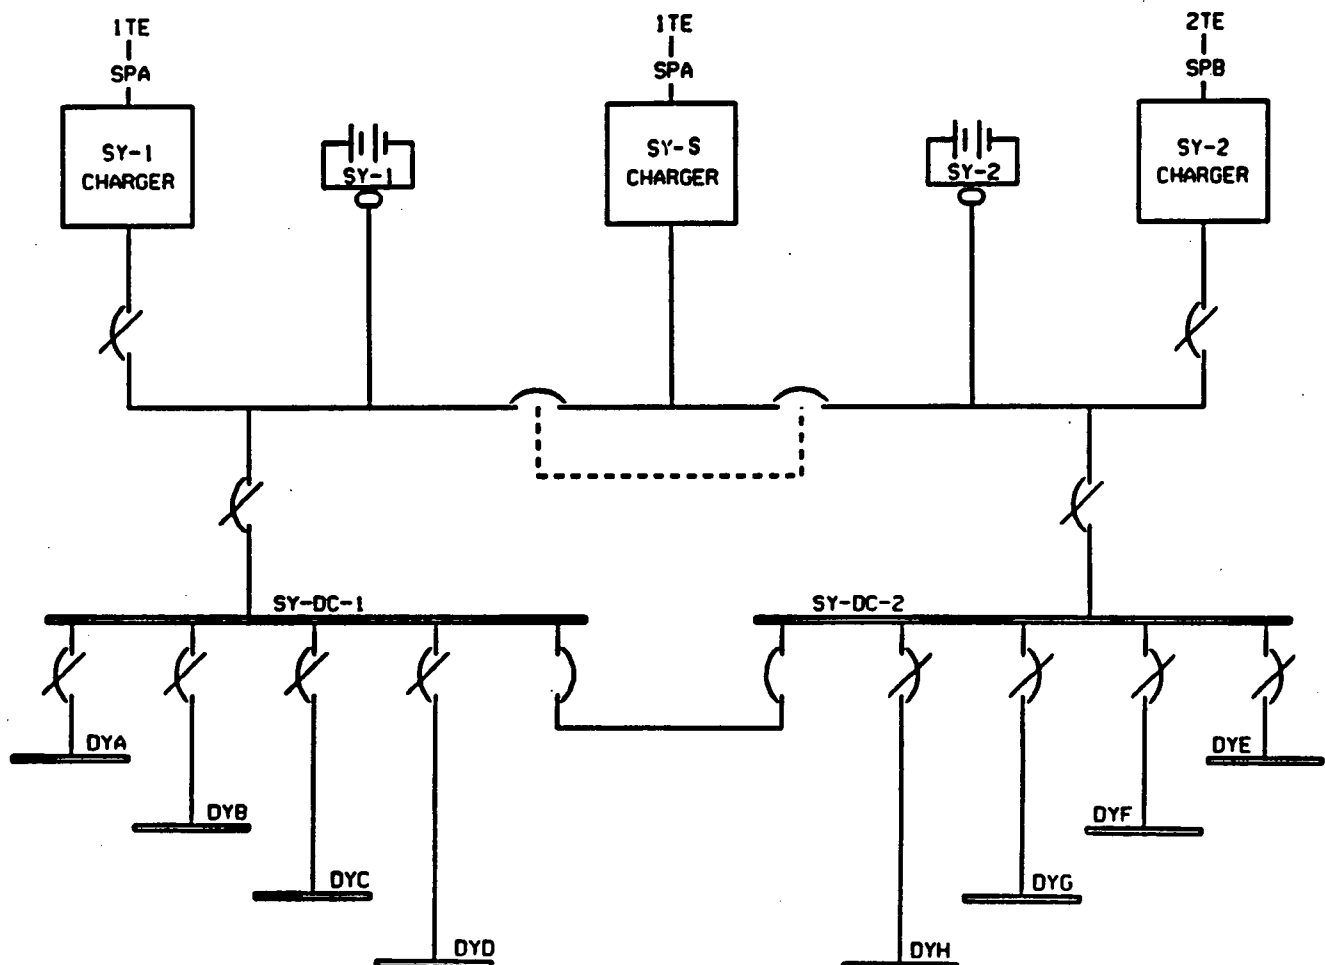 1TE
1TE
2TE
SPA
SPA
SPB
SY-1
CHARGER
SY-1
SY-S
CHARGER
SY-2
SY-2
CHARGER
SY-DC-1
SY-DC-2
DYA
DYE
DYB
DYF
DYC
DYG
DYD
DYH